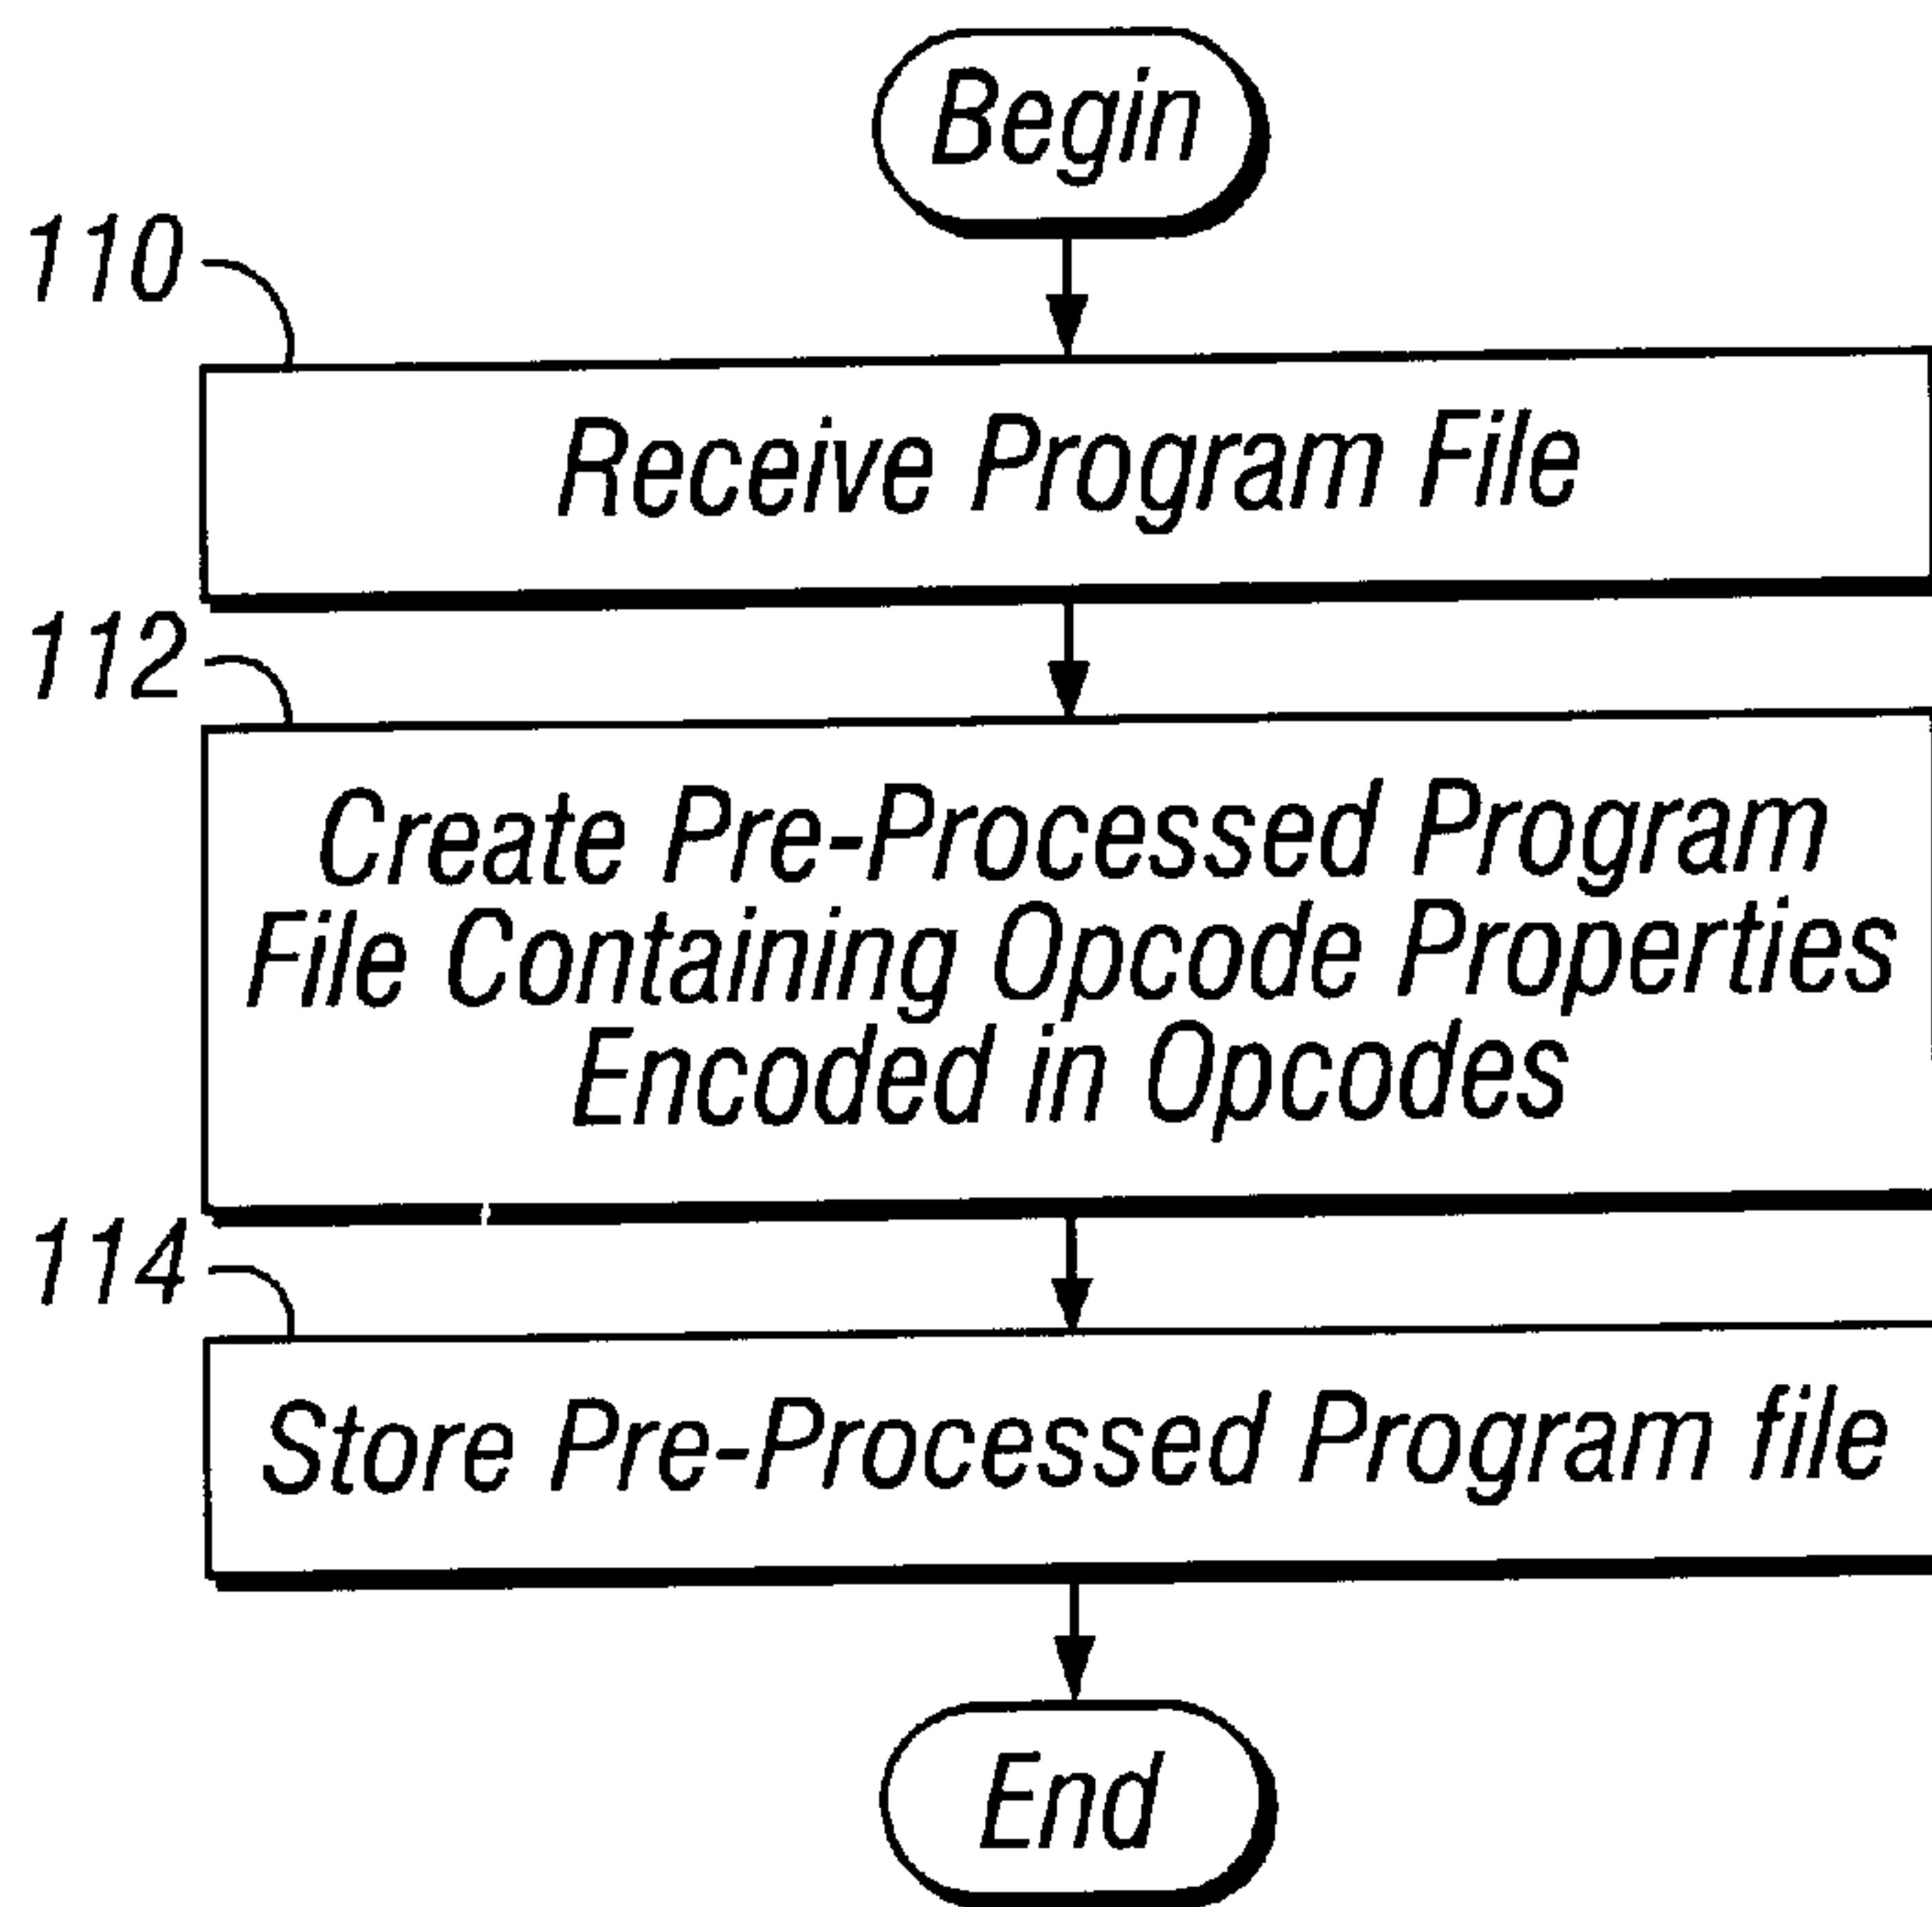 Begin
110
Receive Program File
112
Create Pre-Processed Program
File Containing Opcode Properties
Encoded in Opcodes
114
Store Pre-Processed Program file
End